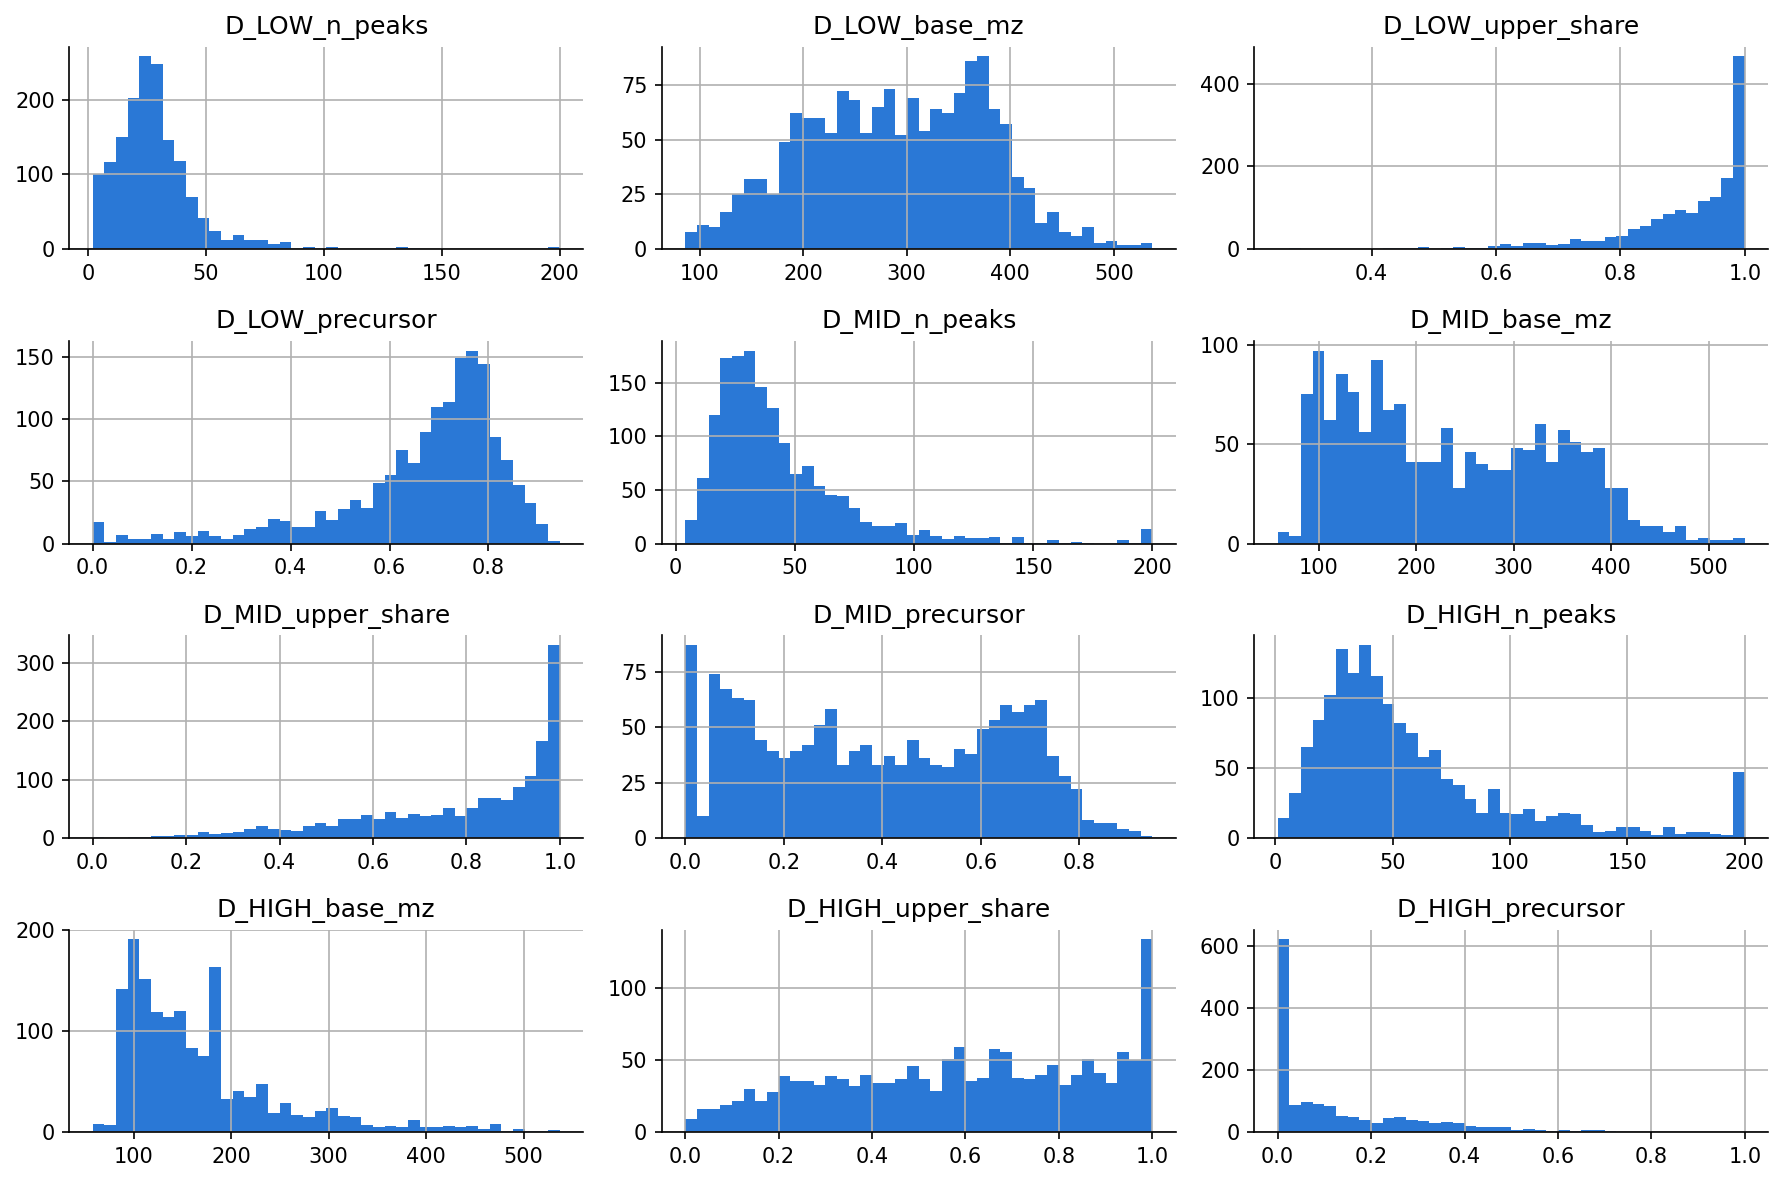 D_LOW_n_peaks D_LOW_base_mz D_LOW_upper_share
200 75 400
100 50 200
25
0 0 0
0 50 100 150 200 100 200 300 400 500 0.4 0.6 0.8 1.0
D_LOW_precursor D_MID_n_peaks D_MID_base_mz
150 150 100
100 100 50
50 50
0 0 0
0.0 0.2 0.4 0.6 0.8 0 50 100 150 200 100 200 300 400 500
D_MID_upper_share D_MID_precursor D_HIGH_n_peaks
300 75 100
200 50 50
100 25
0 0 0
0.0 0.2 0.4 0.6 0.8 1.0 0.0 0.2 0.4 0.6 0.8 0 50 100 150 200
D_HIGH_base_mz D_HIGH_upper_share D_HIGH_precursor
200 100 600
100 50 400
200
0 0 0
100 200 300 400 500 0.0 0.2 0.4 0.6 0.8 1.0 0.0 0.2 0.4 0.6 0.8 1.0